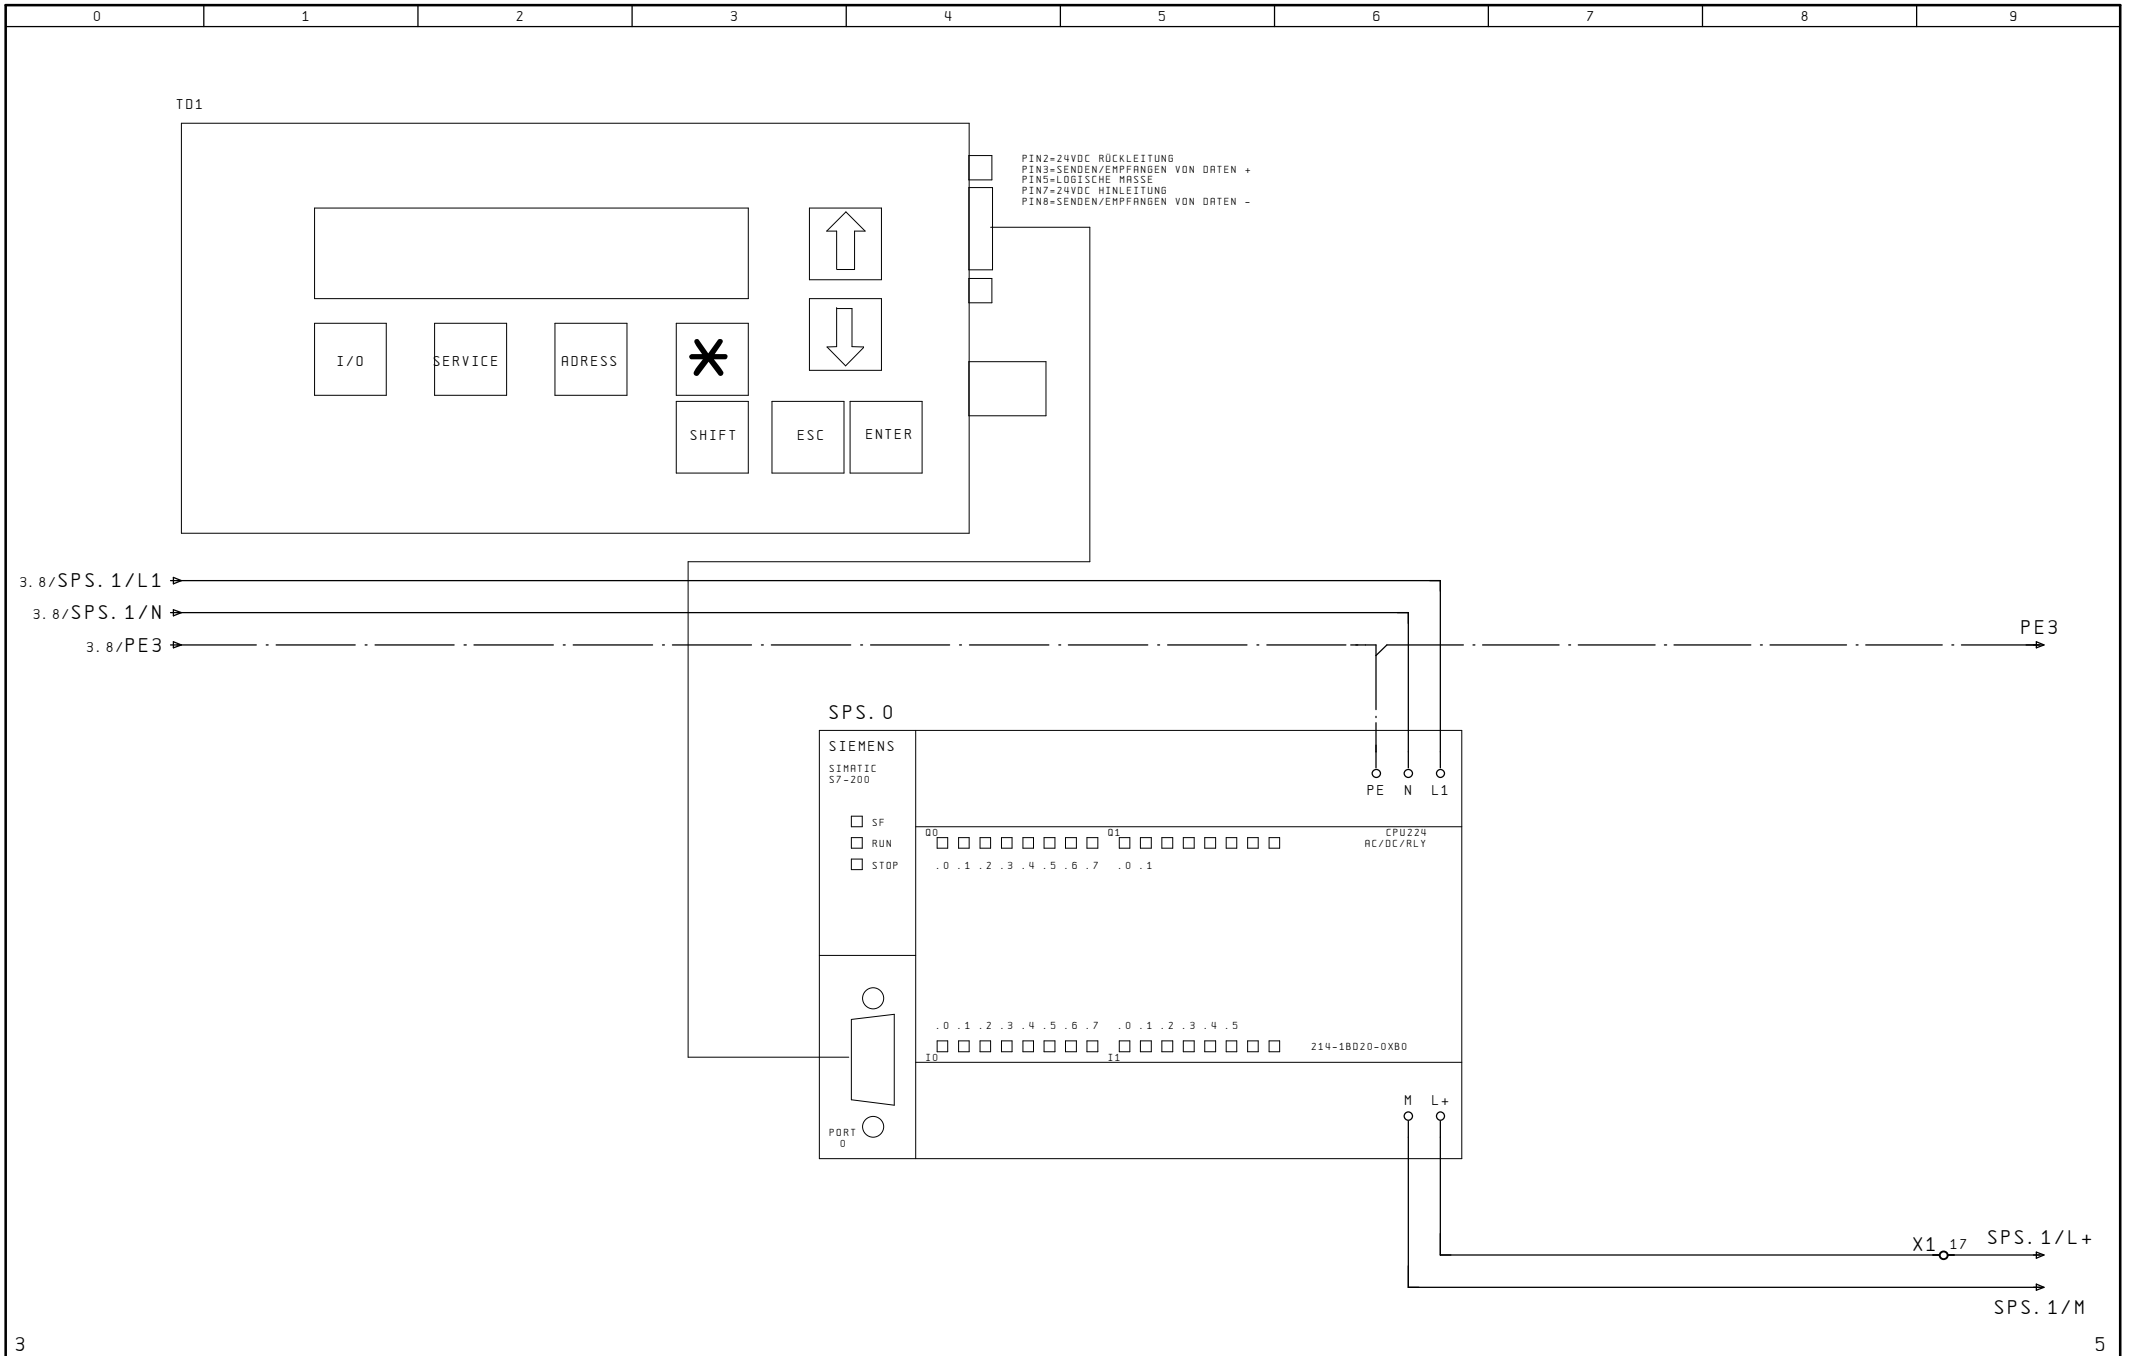 0 1 2 3 4 5 6 7 8 9
TD1
PIN2=24VDC RÜCKLEITUNG
PIN3=SENDEN/EMPFANGEN VON DATEN +
PIN5=LOGISCHE MASSE
PIN7=24VDC HINLEITUNG
PIN8=SENDEN/EMPFANGEN VON DATEN -
I/O SERVICE ADRESS
SHIFT ESC ENTER
3.8/SPS.1/L1
3.8/SPS.1/N
3.8/PE3
PE3
SPS.0
SIEMENS
SIMATIC
S7-200
PE N L1
SF
RUN
STOP
Q0 Q1
CPU224
AC/DC/RLY
.0 .1 .2 .3 .4 .5 .6 .7 .0 .1
.0 .1 .2 .3 .4 .5 .6 .7 .0 .1 .2 .3 .4 .5
I0 I1
214-1BD20-0XB0
M L+
PORT
0
X1 17 SPS.1/L+
SPS.1/M
3 5